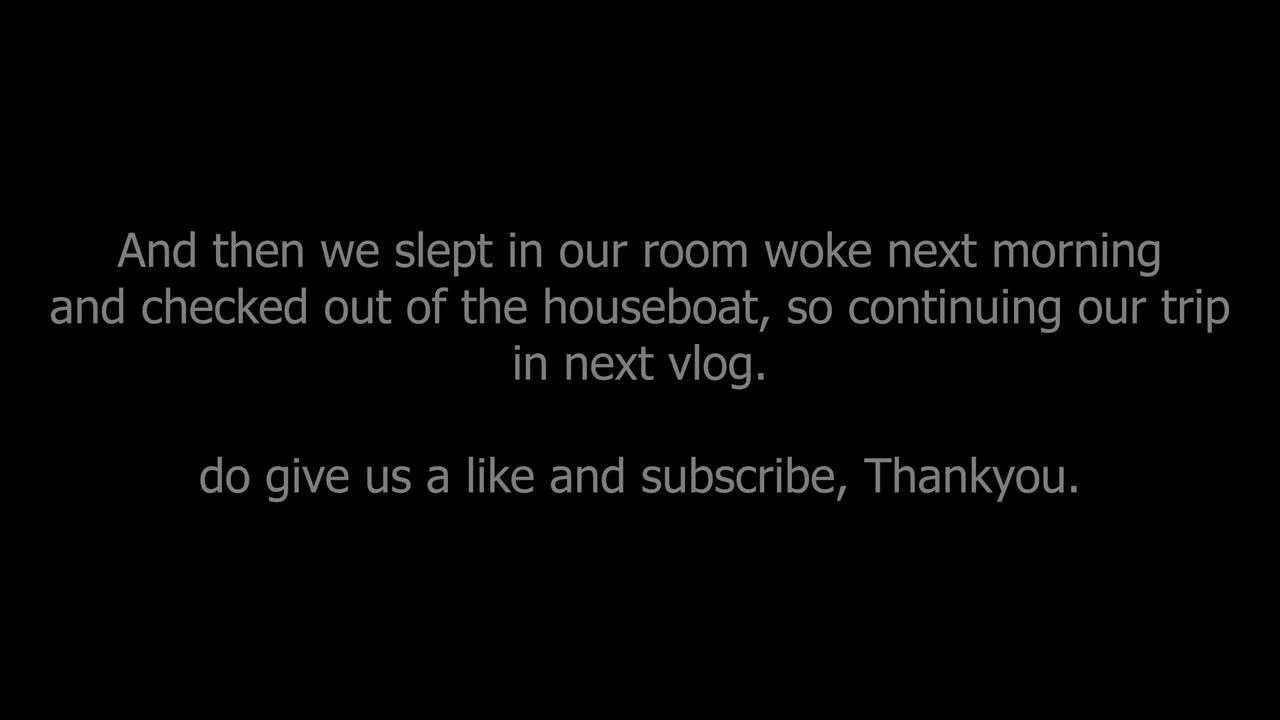 And then we slept in our room woke next morning
and checked out of the houseboat, so continuing our trip
in next vlog.
do give us a like and subscribe, Thankyou.